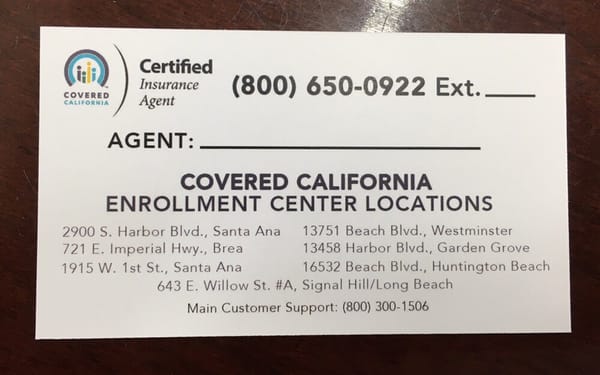 COVERED
CALIFORNIA
Certified
Insurance
Agent
(800) 650-0922 Ext.
AGENT:
COVERED CALIFORNIA
ENROLLMENT CENTER LOCATIONS
2900 S. Harbor Blvd., Santa Ana
721 E. Imperial Hwy., Brea
1915 W. 1st St., Santa Ana
13751 Beach Blvd., Westminster
13458 Harbor Blvd., Garden Grove
16532 Beach Blvd., Huntington Beach
643 E. Willow St. #A, Signal Hill/Long Beach
Main Customer Support: (800) 300-1506